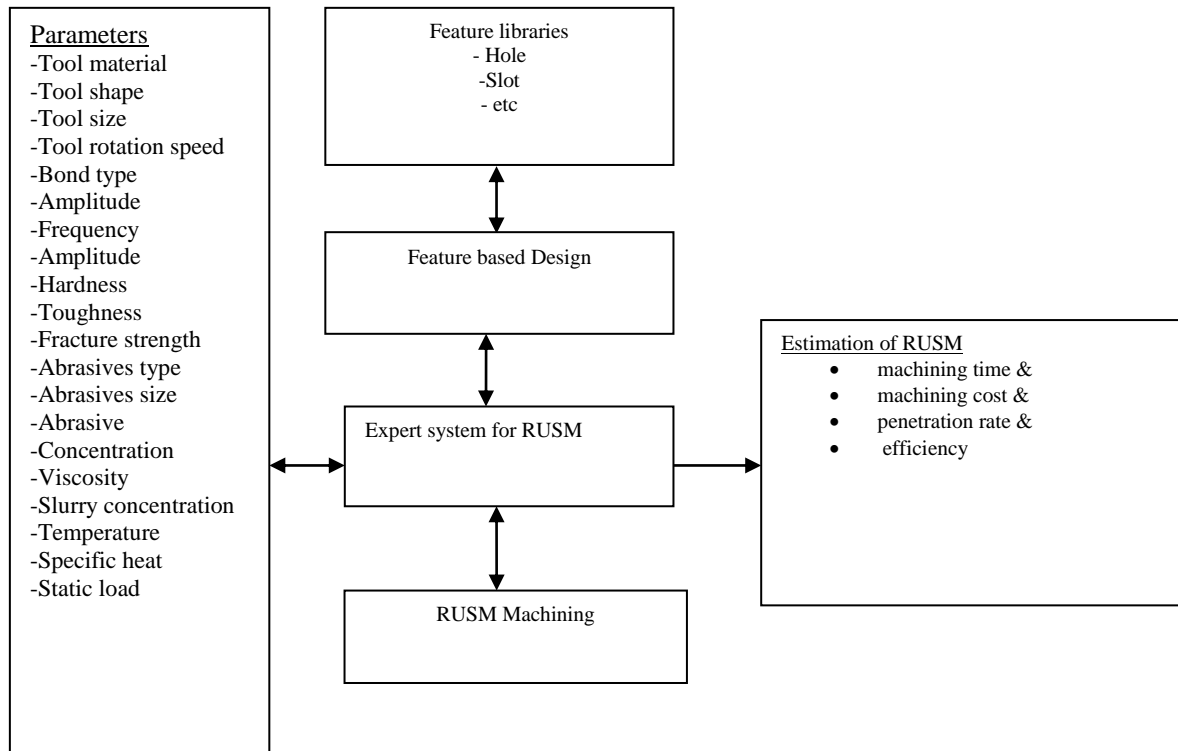 Parameters
-Tool material
-Tool shape
-Tool size
-Tool rotation speed
-Bond type
-Amplitude
-Frequency
-Amplitude
-Hardness
-Toughness
-Fracture strength
-Abrasives type
-Abrasives size
-Abrasive
-Concentration
-Viscosity
-Slurry concentration
-Temperature
-Specific heat
-Static load
Feature libraries
- Hole
-Slot
- etc
Feature based Design
Expert system for RUSM
RUSM Machining
Estimation of RUSM
• machining time &
• machining cost &
• penetration rate &
• efficiency